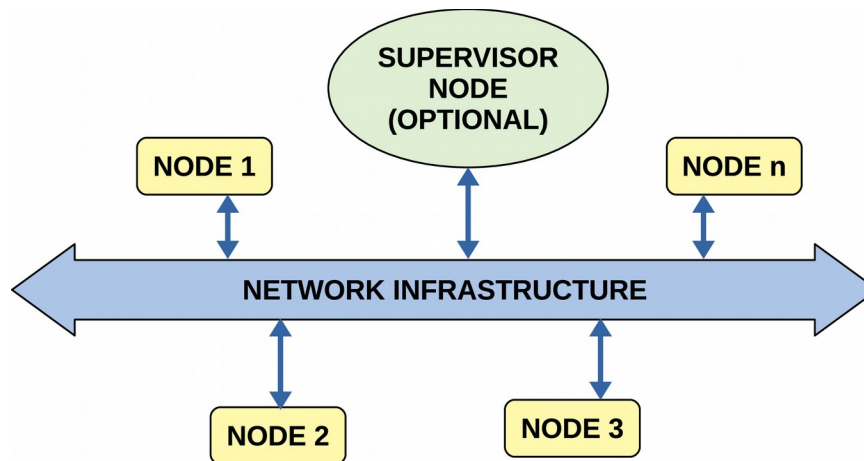 SUPERVISOR
NODE
(OPTIONAL)
NODE 1
NODE n
NETWORK INFRASTRUCTURE
NODE 2
NODE 3